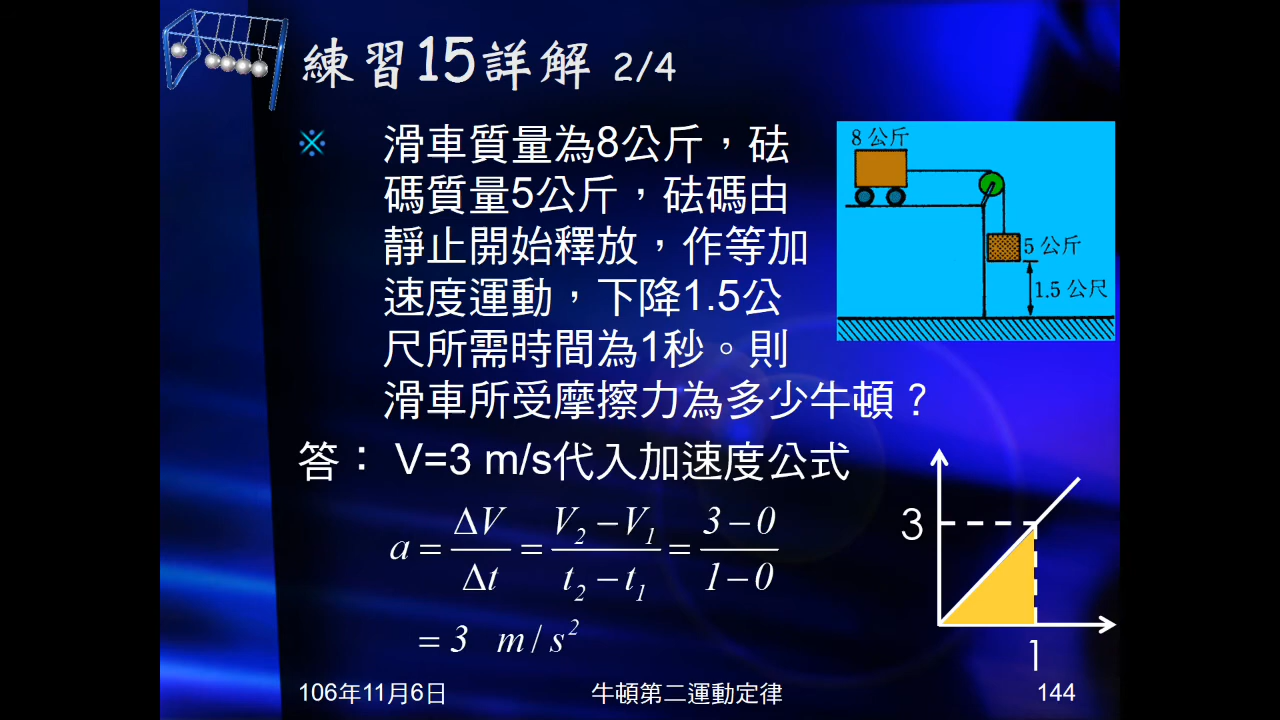 練習15詳解 2/4
※ 滑車質量為8公斤,砝
碼質量5公斤,砝碼由
靜止開始釋放,作等加
速度運動,下降1.5公
尺所需時間為1秒。則
滑車所受摩擦力為多少牛頓?
8 公斤
5 公斤
1.5 公尺
答: V=3 m/s代入加速度公式
a = ΔV/Δt = (V₂ − V₁)/(t₂ − t₁) = (3 − 0)/(1 − 0)
= 3 m/s²
3
1
106年11月6日 牛頓第二運動定律 144